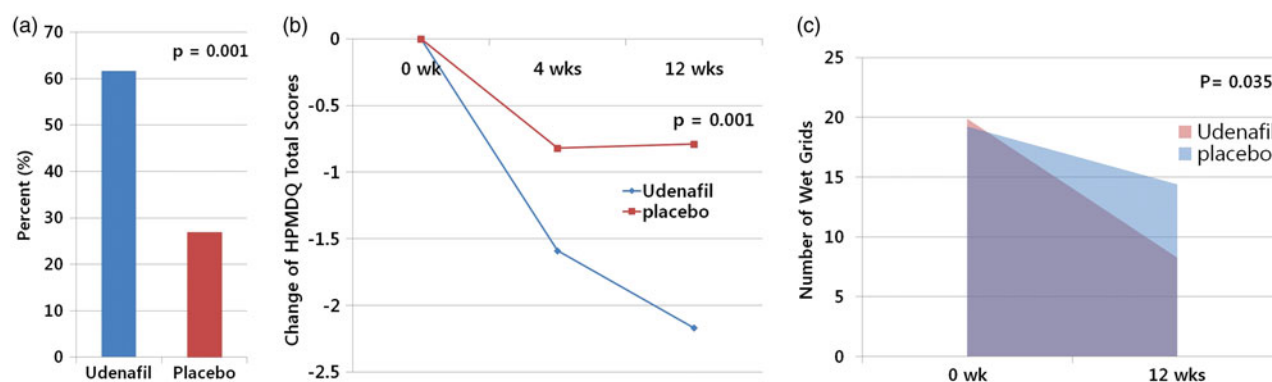 (a)
70
60
50
40
30
20
10
0
Percent (%)
p = 0.001
Udenafil
Placebo
(b)
0
-0.5
-1
-1.5
-2
-2.5
Change of HPMDQ Total Scores
0 wk
4 wks
12 wks
p = 0.001
Udenafil
placebo
(c)
25
20
15
10
5
0
Number of Wet Grids
P= 0.035
Udenafil
placebo
0 wk
12 wks